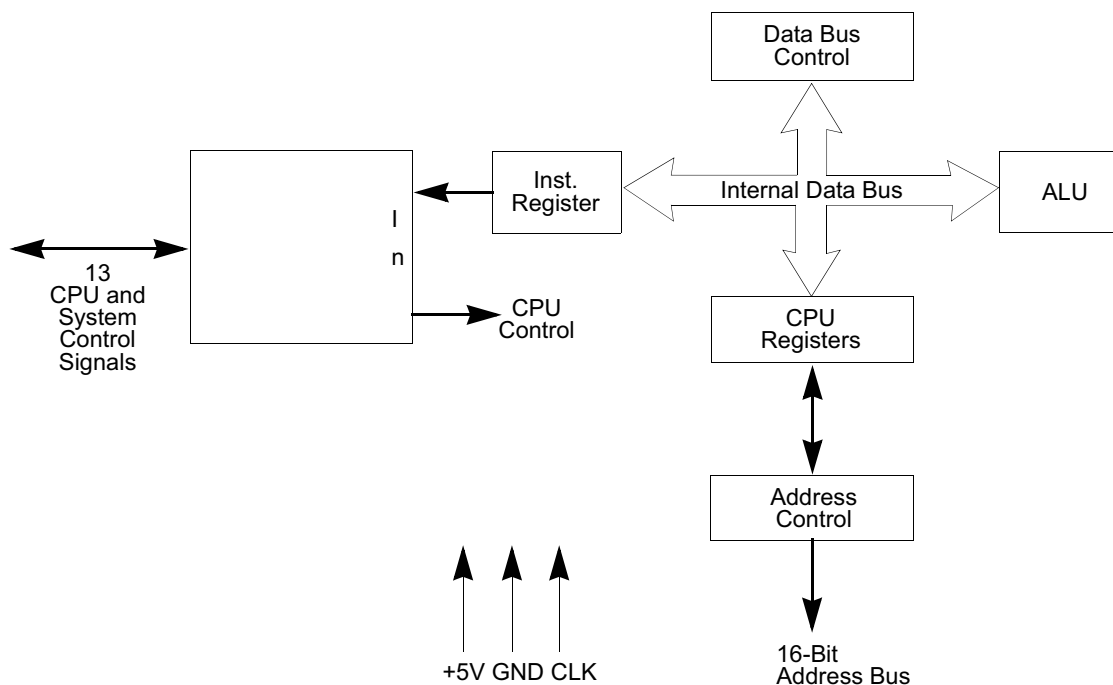 Data Bus
Control
Inst.
Register
Internal Data Bus
ALU
I
n
13
CPU and
System
Control
Signals
CPU
Control
CPU
Registers
Address
Control
+5V GND CLK
16-Bit
Address Bus